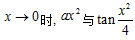 x → 0时, ax² 与 tan x²/4